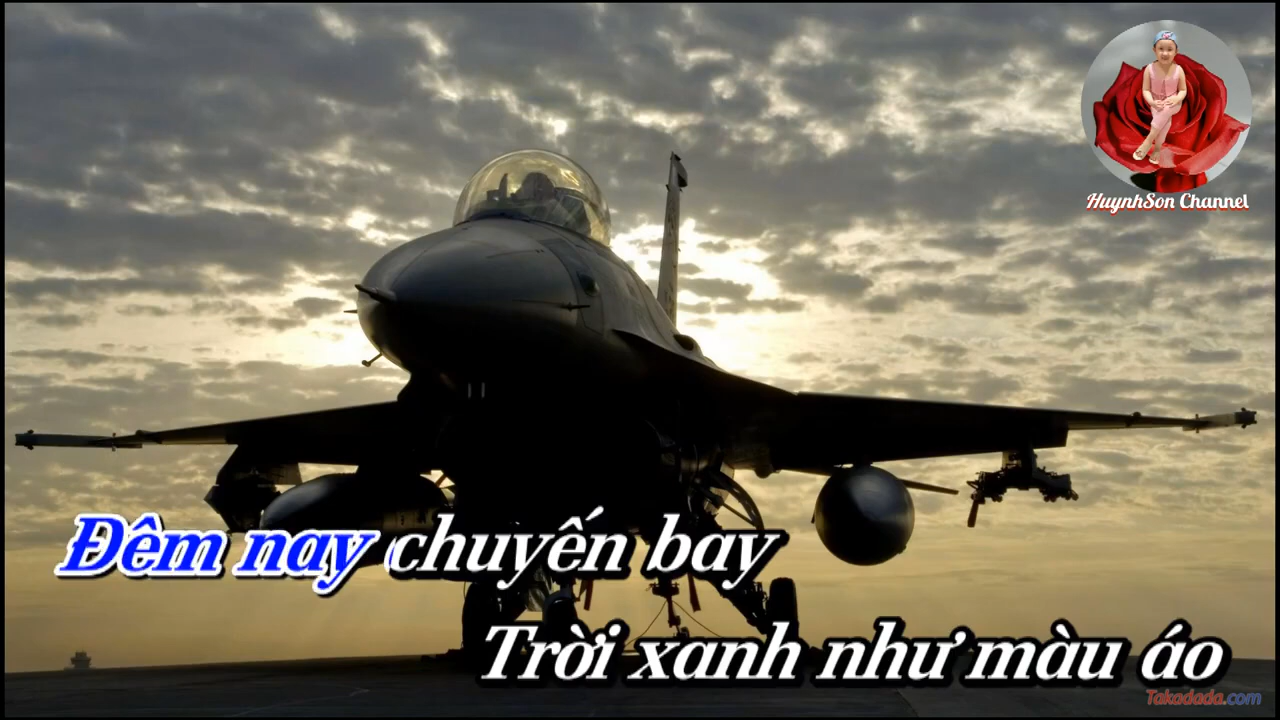 HuynhSon Channel
Đêm nay chuyến bay
Trời xanh như màu áo
Takadada.com